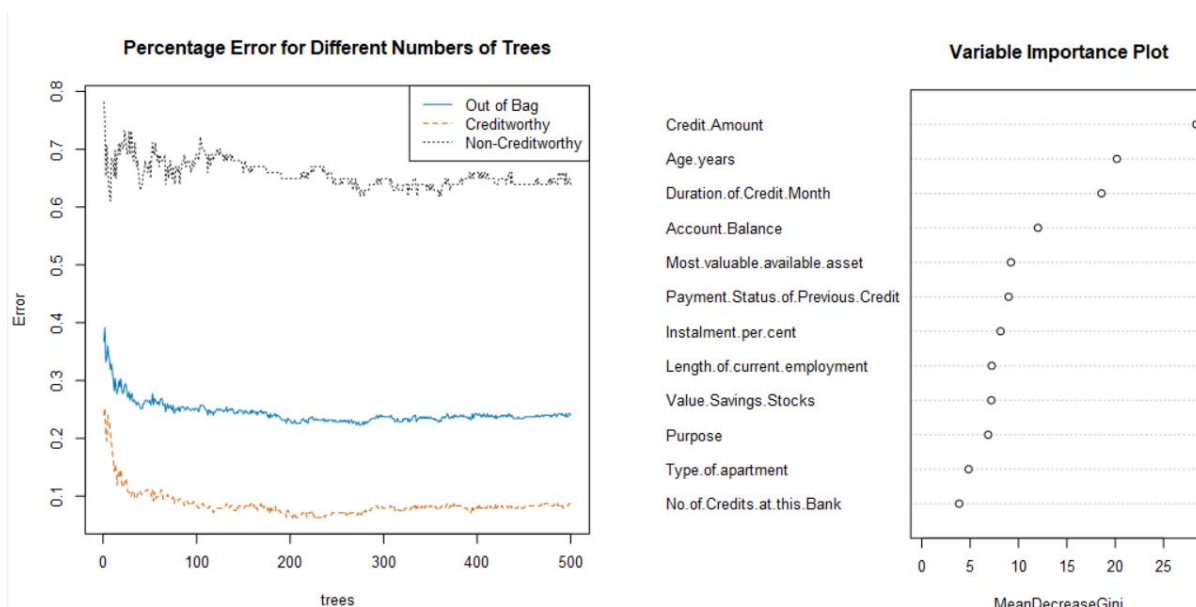 Percentage Error for Different Numbers of Trees
Out of Bag
Creditworthy
Non-Creditworthy
Error
0.8
0.7
0.6
0.5
0.4
0.3
0.2
0.1
0 100 200 300 400 500
trees
Variable Importance Plot
Credit.Amount
Age.years
Duration.of.Credit.Month
Account.Balance
Most.valuable.available.asset
Payment.Status.of.Previous.Credit
Instalment.per.cent
Length.of.current.employment
Value.Savings.Stocks
Purpose
Type.of.apartment
No.of.Credits.at.this.Bank
0 5 10 15 20 25
MeanDecreaseGini